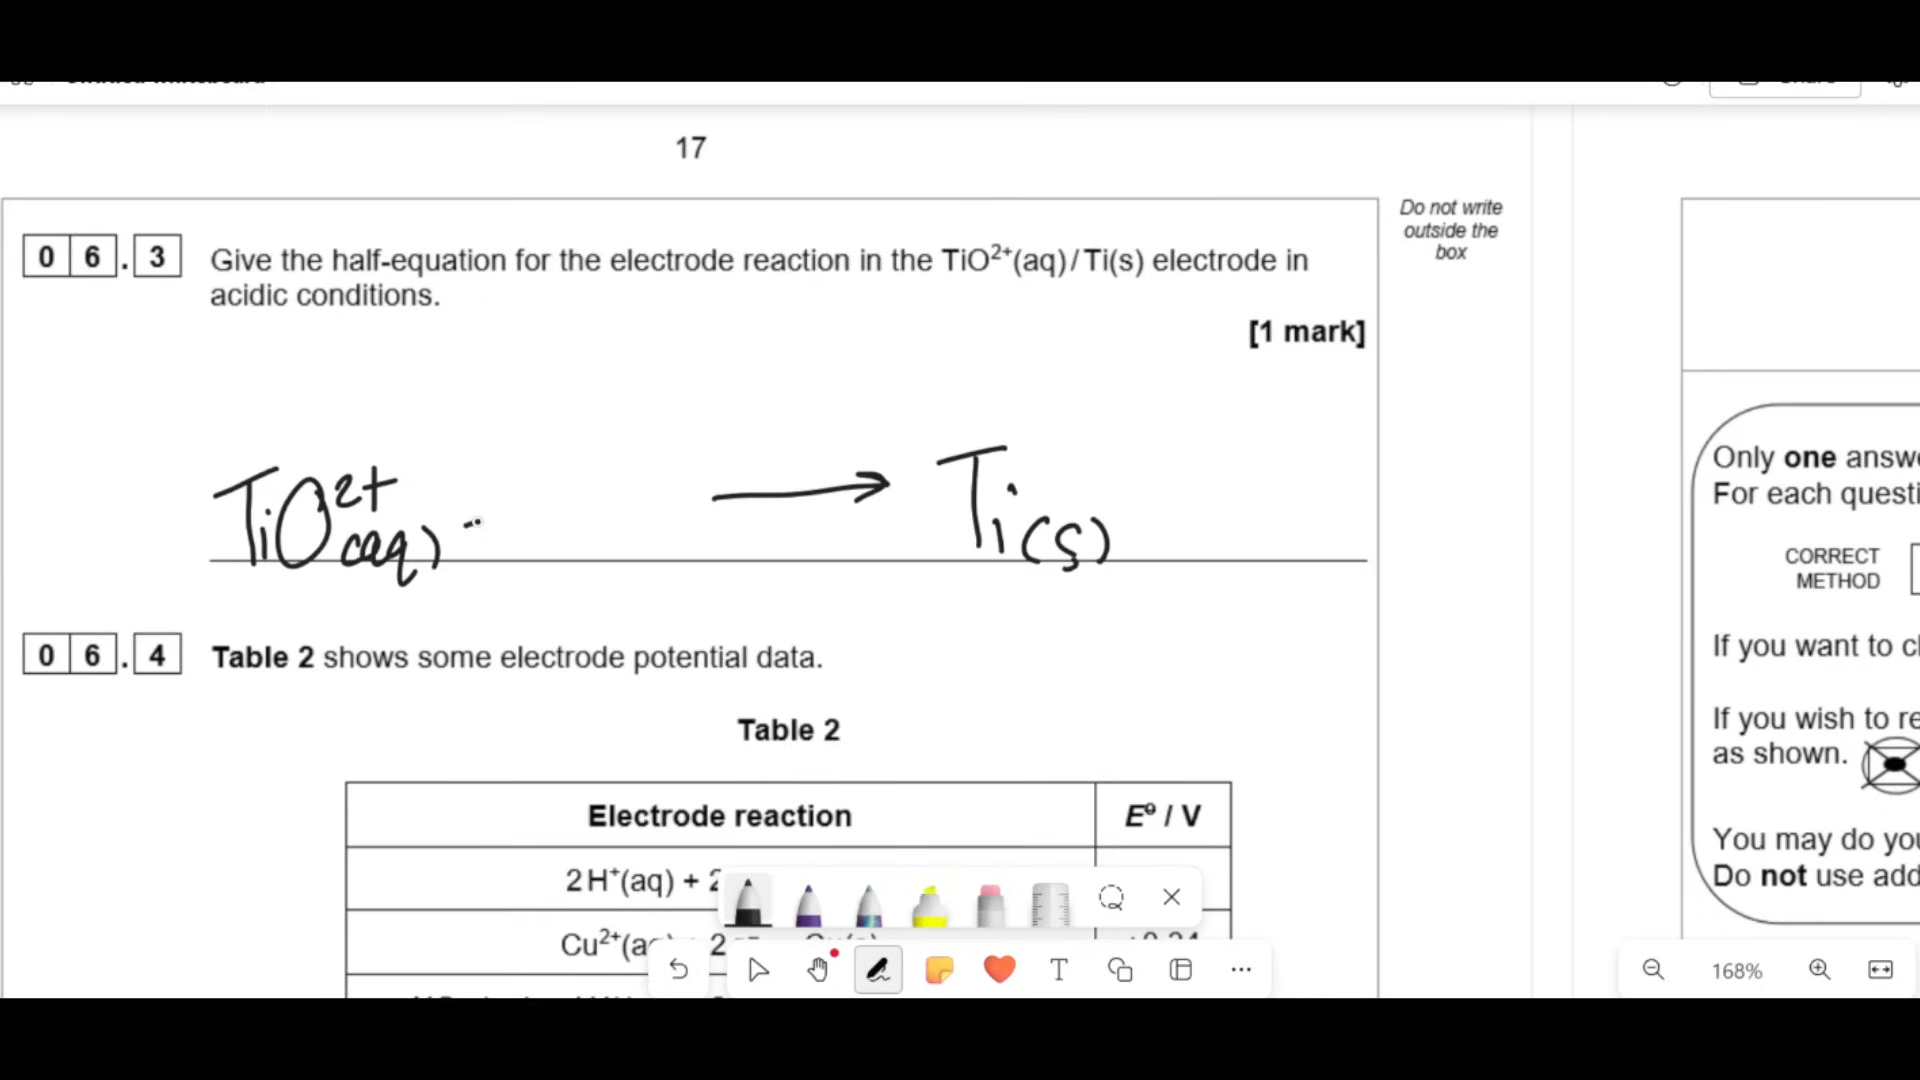 17
Do not write
outside the
box
0 6 . 3 Give the half-equation for the electrode reaction in the TiO²⁺(aq)/Ti(s) electrode in
acidic conditions.
[1 mark]
TiO²⁺(aq) → Ti(s)
0 6 . 4 Table 2 shows some electrode potential data.
Table 2
Electrode reaction E⁰ / V
2H⁺(aq) + 2
Cu²⁺(a
Only one answ
For each questi
CORRECT
METHOD
If you want to c
If you wish to re
as shown.
You may do you
Do not use add
168%